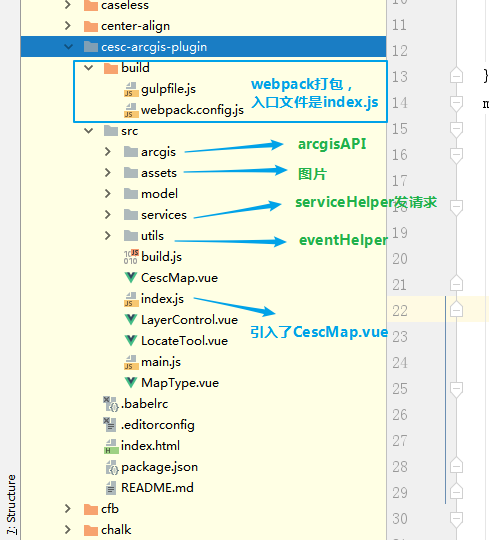 caseless
center-align
cesc-arcgis-plugin
build
gulpfile.js
webpack.config.js
webpack打包，
入口文件是index.js
src
arcgis
arcgisAPI
assets
图片
model
services
serviceHelper发请求
utils
eventHelper
build.js
CescMap.vue
index.js
引入了CescMap.vue
LayerControl.vue
LocateTool.vue
main.js
MapType.vue
.babelrc
.editorconfig
index.html
package.json
README.md
cfb
chalk
7: Structure
10
11
12
13
14
15
16
17
18
19
20
21
22
23
24
25
26
27
28
29
30
}
m